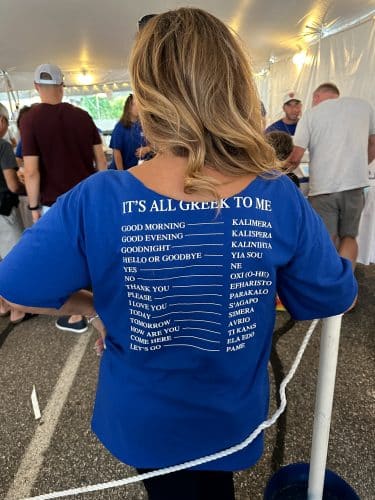 IT'S ALL GREEK TO ME
GOOD MORNING KALIMERA
GOOD EVENING KALISPERA
GOODNIGHT KALINIHTA
HELLO OR GOODBYE YIA SOU
YES NE
NO OXI (O-HE)
THANK YOU EFHARISTO
PLEASE PARAKALO
I LOVE YOU S'AGAPO
TODAY SIMERA
TOMORROW AVRIO
HOW ARE YOU TI KAMS
COME HERE ELA EDO
LET'S GO PAME